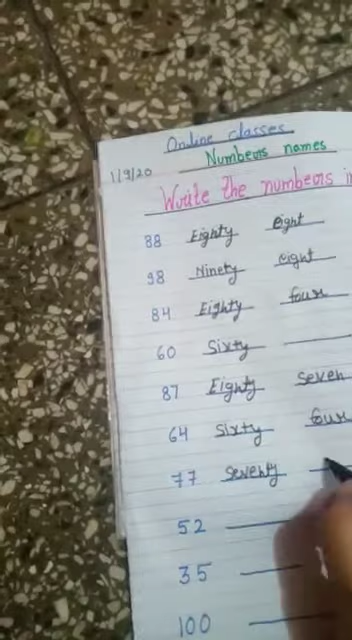 Online classes
Numbers names
1/9/20
Write the numbers
88 Eighty eight
98 Ninety eight
84 Eighty four
60 Sixty
87 Eighty seven
64 Sixty four
77 Seventy
52
35
100